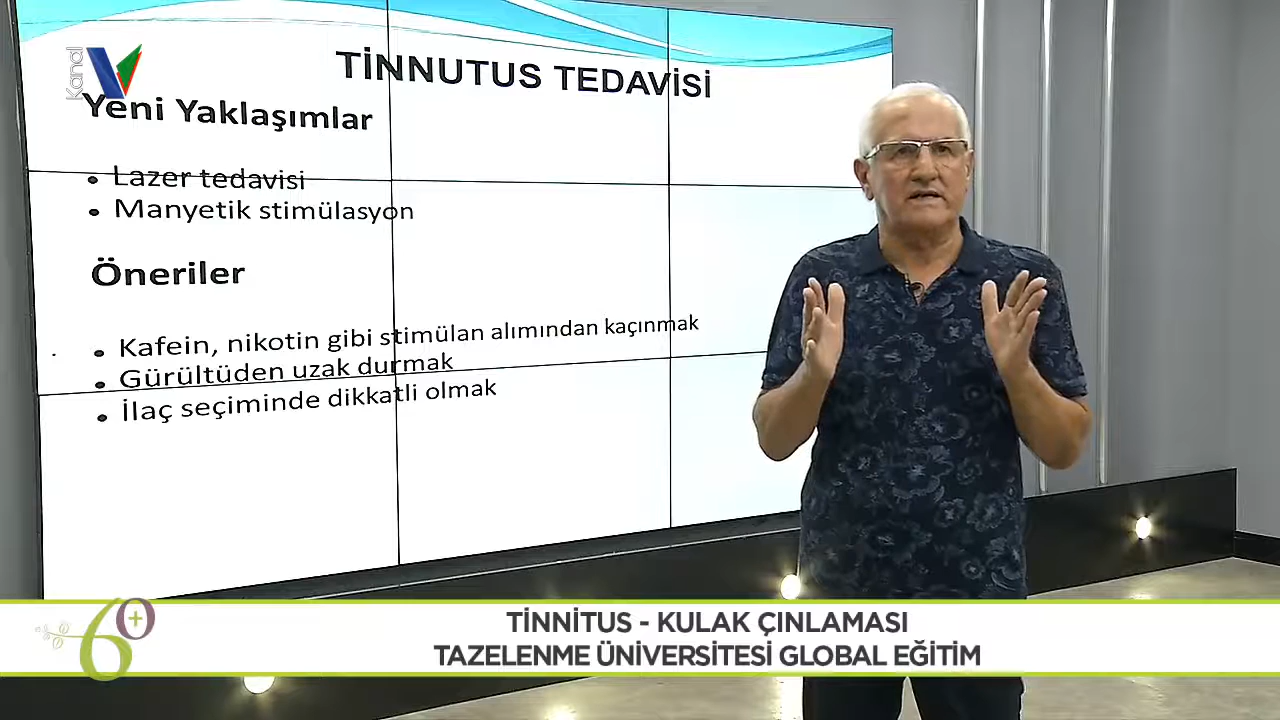 Kanal V
TİNNUTUS TEDAVİSİ
Yeni Yaklaşımlar
• Lazer tedavisi
• Manyetik stimülasyon
Öneriler
• Kafein, nikotin gibi stimülan alımından kaçınmak
• Gürültüden uzak durmak
• İlaç seçiminde dikkatli olmak
60+
TİNNİTUS - KULAK ÇINLAMASI
TAZELENME ÜNİVERSİTESİ GLOBAL EĞİTİM